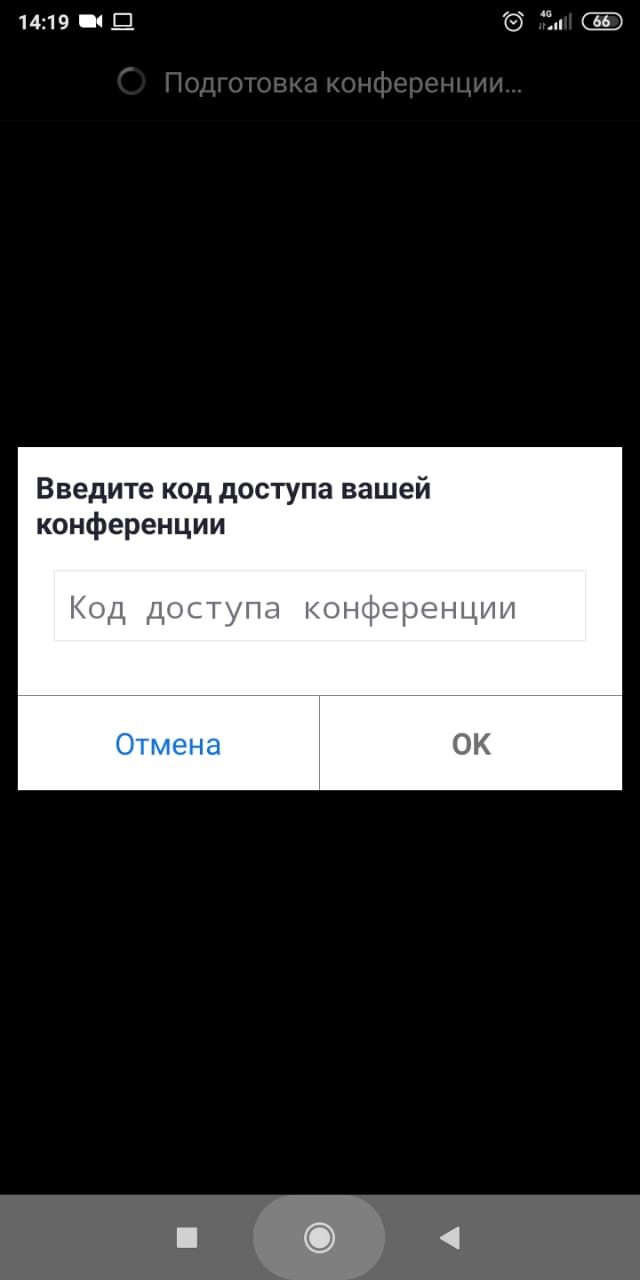 14:19
4G
66
Подготовка конференции...
Введите код доступа вашей
конференции
Код доступа конференции
Отмена
OK